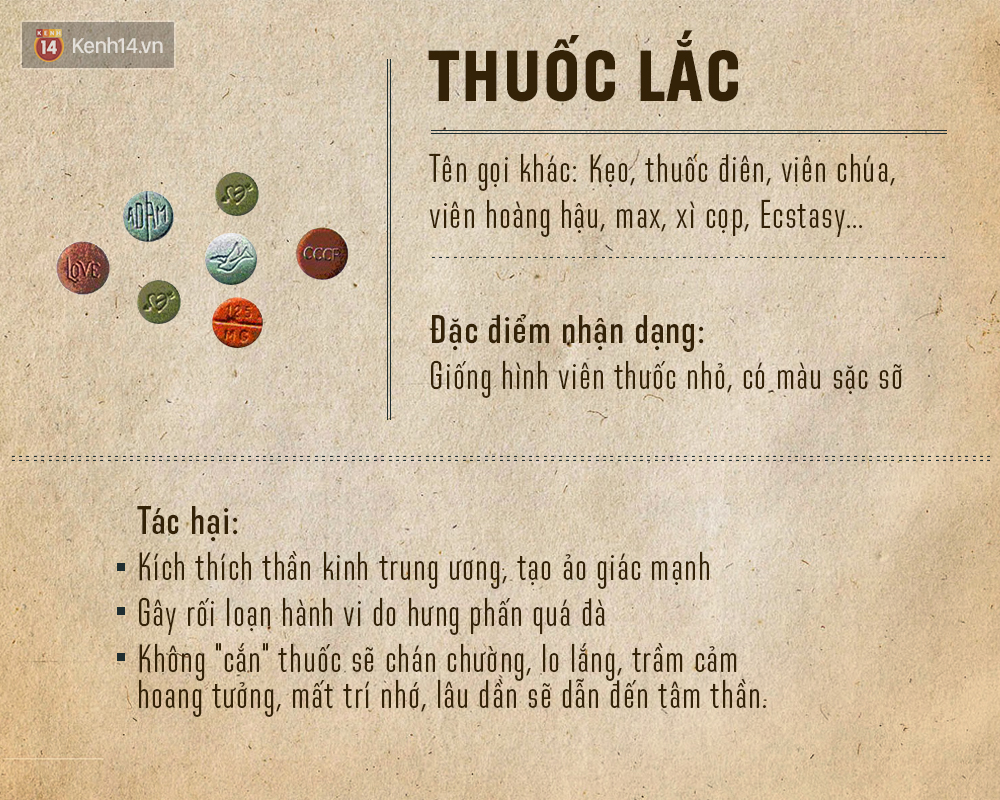 KENH 14
Kenh14.vn
THUỐC LẮC
Tên gọi khác: Kẹo, thuốc điên, viên chúa,
viên hoàng hậu, max, xì cọp, Ecstasy...
ADAM
LOVE
CCCP
125
MG
Đặc điểm nhận dạng:
Giống hình viên thuốc nhỏ, có màu sặc sỡ
Tác hại:
▪ Kích thích thần kinh trung ương, tạo ảo giác mạnh
▪ Gây rối loạn hành vi do hưng phấn quá đà
▪ Không "cắn" thuốc sẽ chán chường, lo lắng, trầm cảm
hoang tưởng, mất trí nhớ, lâu dần sẽ dẫn đến tâm thần.